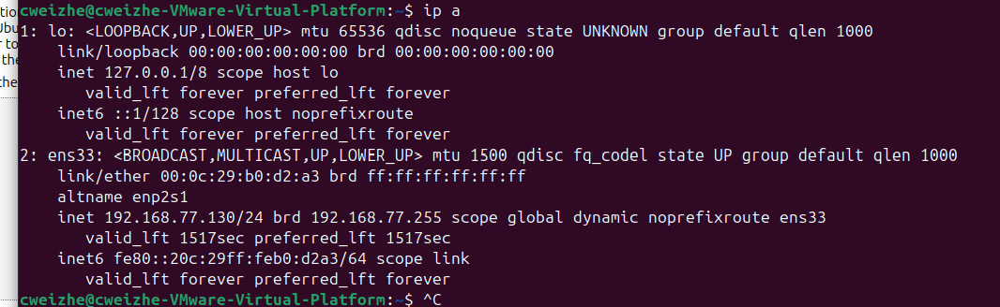 tio
Ubu
r to
the
che
cweizhe@cweizhe-VMware-Virtual-Platform:~$ ip a
1: lo: <LOOPBACK,UP,LOWER_UP> mtu 65536 qdisc noqueue state UNKNOWN group default qlen 1000
    link/loopback 00:00:00:00:00:00 brd 00:00:00:00:00:00
    inet 127.0.0.1/8 scope host lo
       valid_lft forever preferred_lft forever
    inet6 ::1/128 scope host noprefixroute
       valid_lft forever preferred_lft forever
2: ens33: <BROADCAST,MULTICAST,UP,LOWER_UP> mtu 1500 qdisc fq_codel state UP group default qlen 1000
    link/ether 00:0c:29:b0:d2:a3 brd ff:ff:ff:ff:ff:ff
    altname enp2s1
    inet 192.168.77.130/24 brd 192.168.77.255 scope global dynamic noprefixroute ens33
       valid_lft 1517sec preferred_lft 1517sec
    inet6 fe80::20c:29ff:feb0:d2a3/64 scope link
       valid_lft forever preferred_lft forever
cweizhe@cweizhe-VMware-Virtual-Platform:~$ ^C